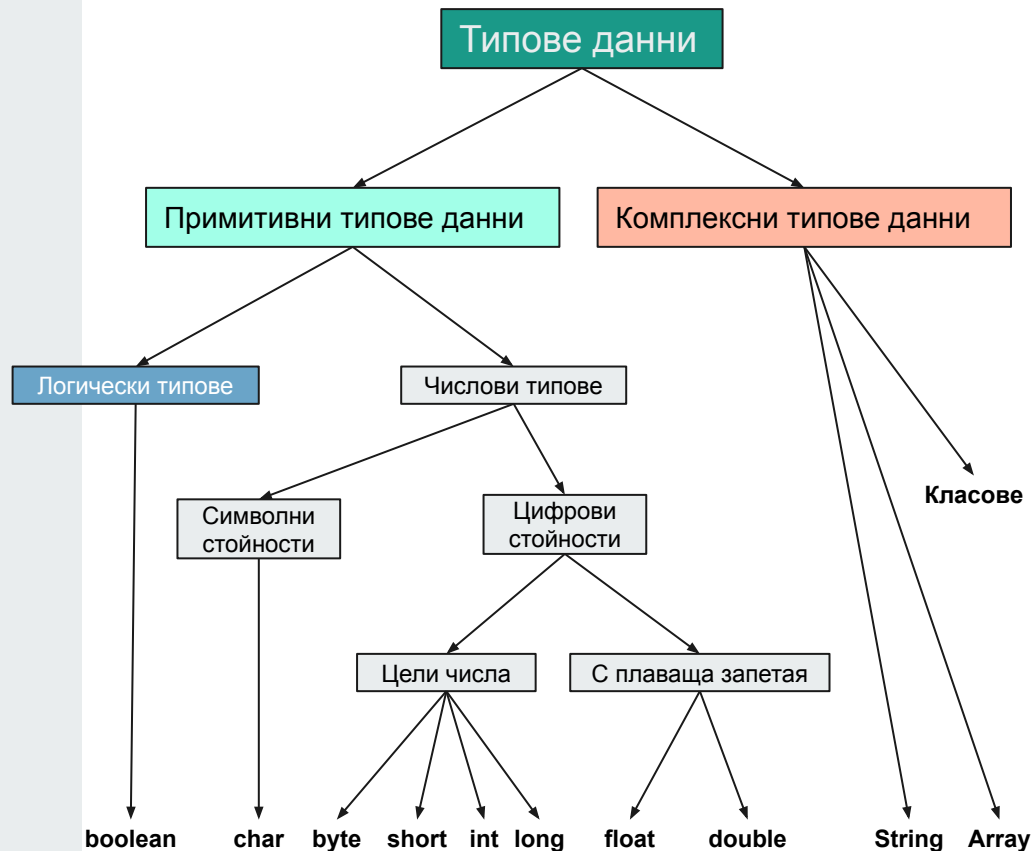 Типове данни
Примитивни типове данни
Комплексни типове данни
Логически типове
Числови типове
Класове
Символни
стойности
Цифрови
стойности
Цели числа
С плаваща запетая
boolean char byte short int long float double String Array